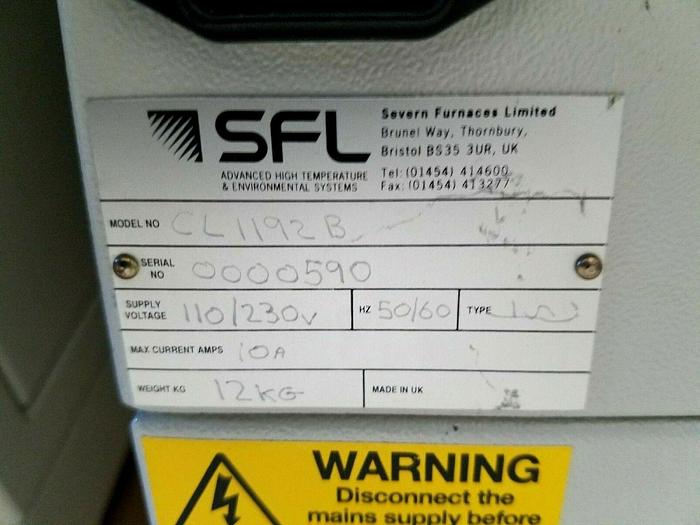 SFL
ADVANCED HIGH TEMPERATURE
& ENVIRONMENTAL SYSTEMS
Severn Furnaces Limited
Brunel Way, Thornbury,
Bristol BS35 3UR, UK
Tel: (01454) 414600
Fax: (01454) 413277
MODEL NO CL1192B
SERIAL NO 0000590
SUPPLY VOLTAGE 110/230V HZ 50/60 TYPE
MAX CURRENT AMPS 10A
WEIGHT KG 12KG MADE IN UK
WARNING
Disconnect the
mains supply before